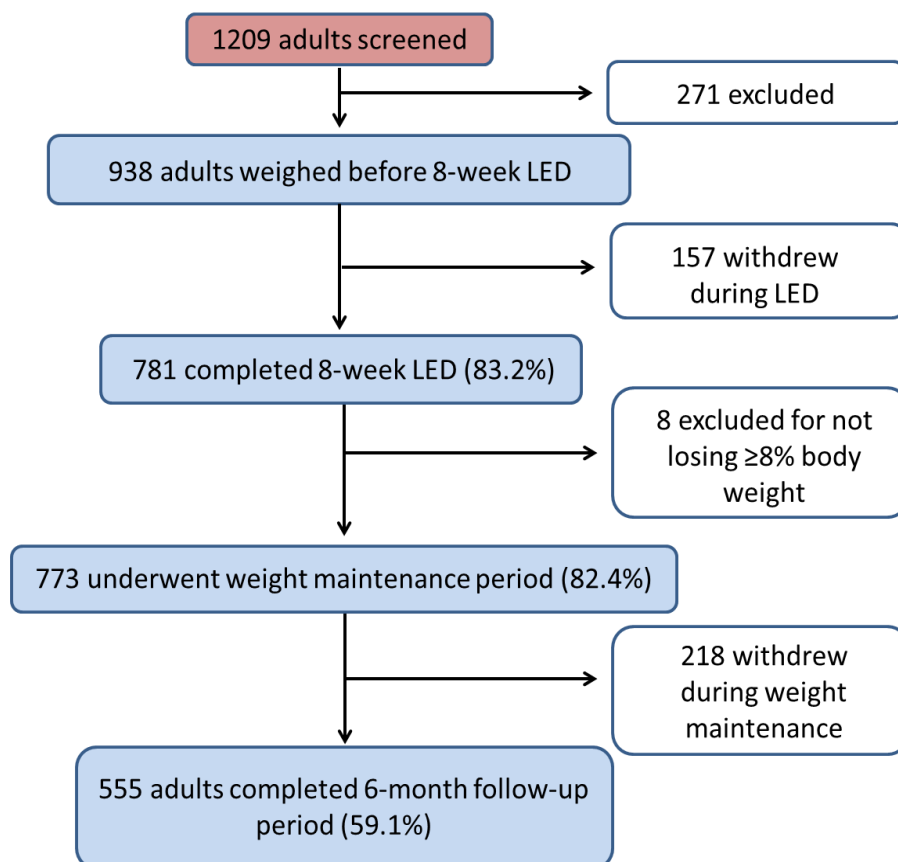 1209 adults screened
271 excluded
938 adults weighed before 8-week LED
157 withdrew
during LED
781 completed 8-week LED (83.2%)
8 excluded for not
losing ≥8% body
weight
773 underwent weight maintenance period (82.4%)
218 withdrew
during weight
maintenance
555 adults completed 6-month follow-up
period (59.1%)